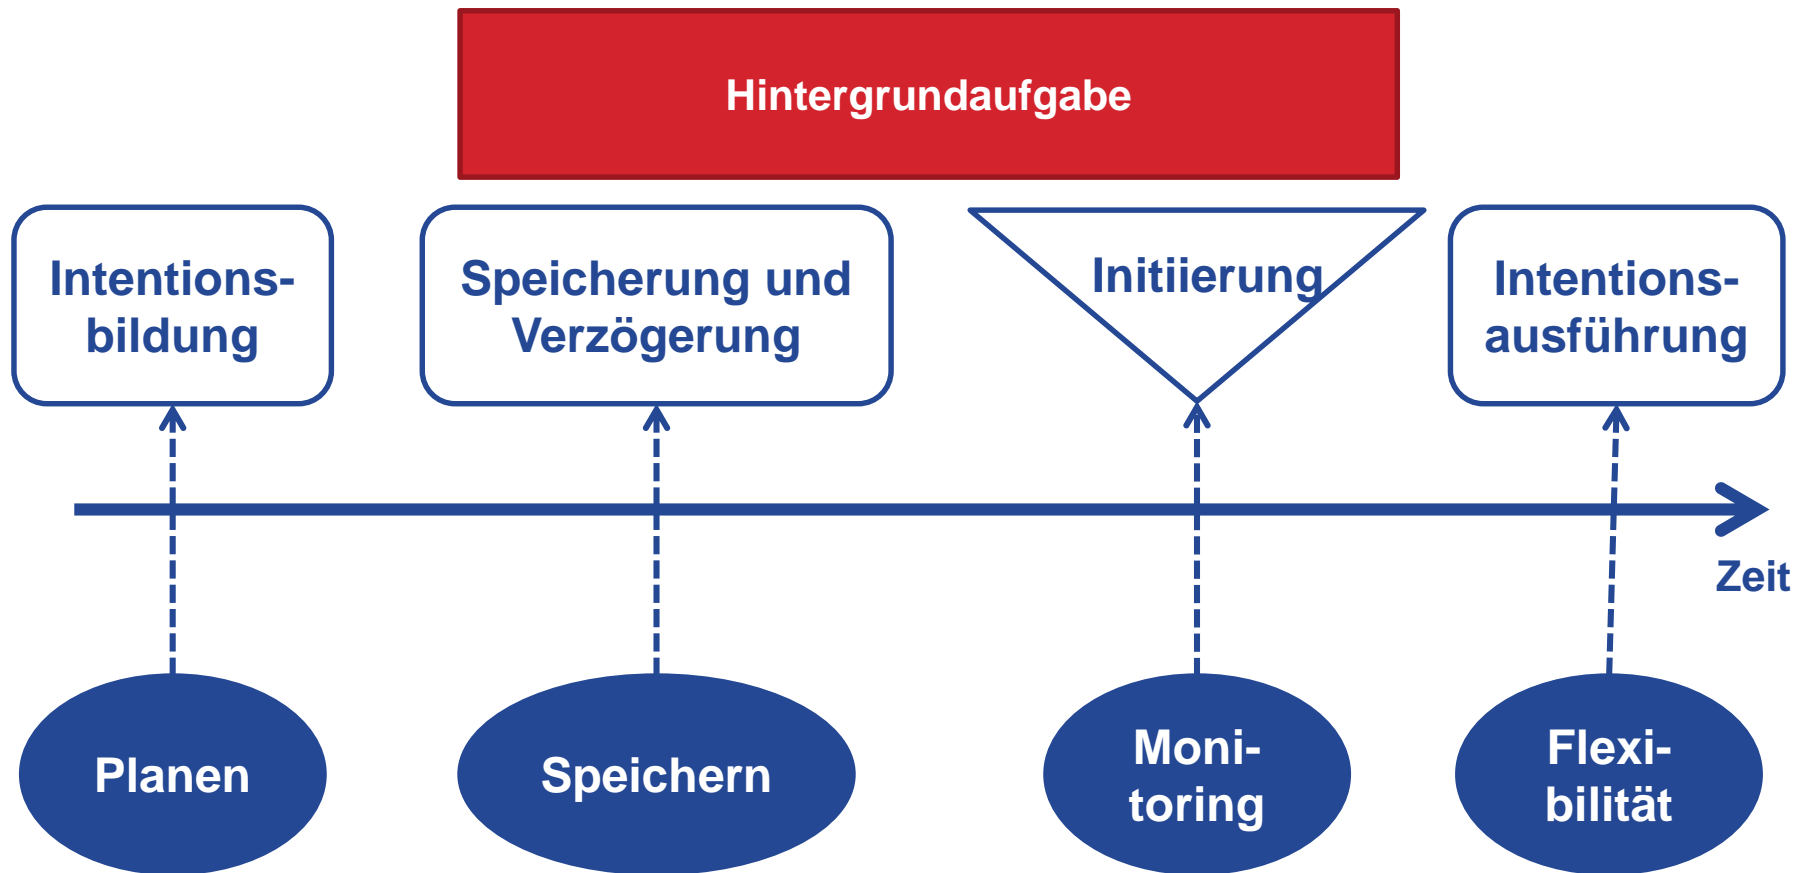 Hintergrundaufgabe
Intentions-
bildung
Speicherung und
Verzögerung
Initiierung
Intentions-
ausführung
Zeit
Planen
Speichern
Moni-
toring
Flexi-
bilität